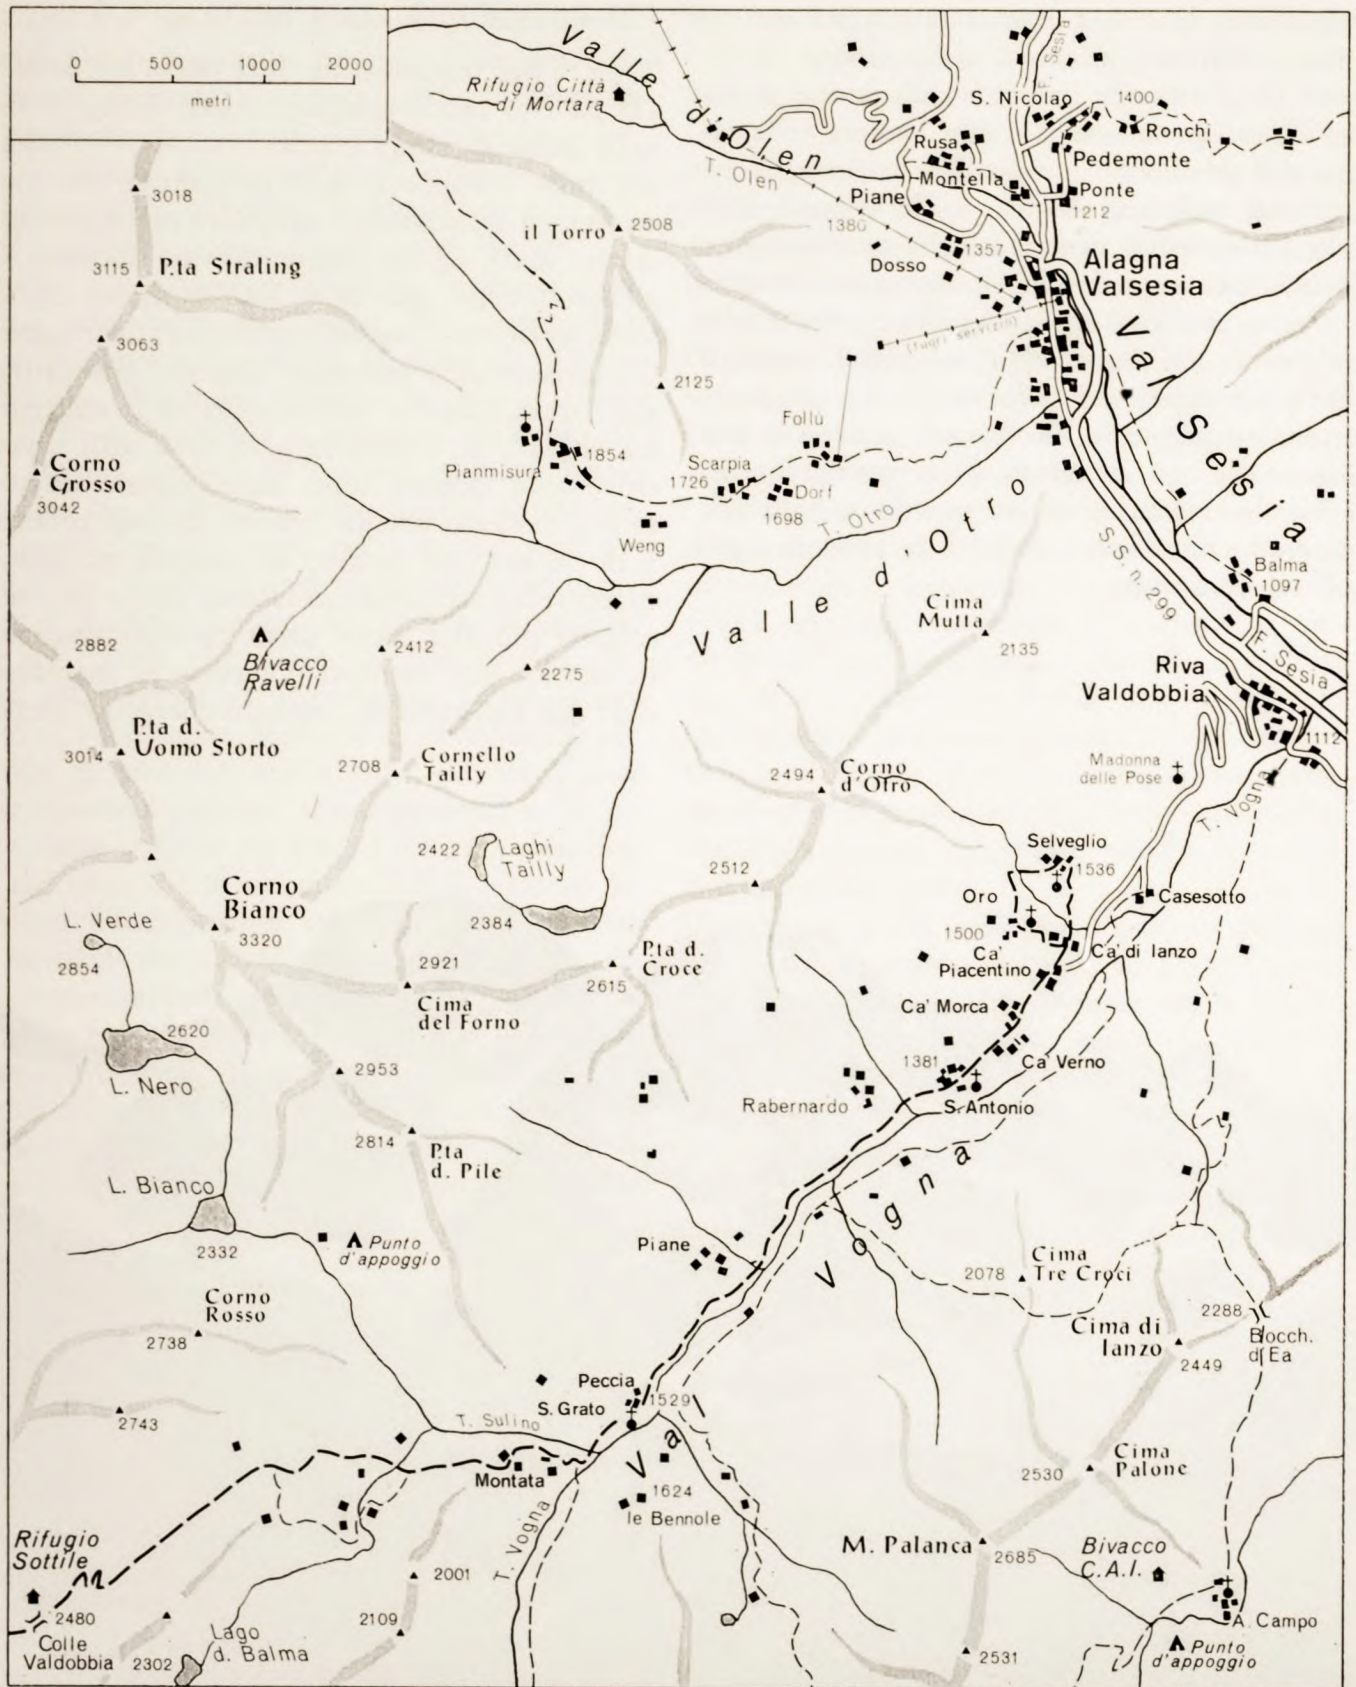 0 500 1000 2000
metri
Valle d'Olen
Rifugio Città
di Mortara
T. Olen
F. Sesia
S. Nicolao
1400
Ronchi
Rusa
Pedemonte
Montella
Piane
Ponte
1212
1380
1357
Dosso
Alagna
Valsesia
(fuori servizio)
Val Sesia
3018
il Torro
2508
3115
P.ta Straling
3063
2125
Follù
Corno
Grosso
3042
Pianmisura
1854
Scarpia
1726
Dorf
1698
Weng
T. Otro
Valle d'Otro
S.S. n. 299
Balma
1097
Cima
Mutta
2135
F. Sesia
Riva
Valdobbia
1112
2882
Bivacco
Ravelli
2412
2275
P.ta d.
Uomo Storto
3014
2708
Cornello
Tailly
2494
Corno
d'Otro
Madonna
delle Pose
T. Vogna
2422
Laghi
Tailly
2384
2512
Selveglio
1536
Oro
1500
Casesotto
Ca' di Ianzo
Ca'
Piacentino
Corno
Bianco
3320
L. Verde
2854
2921
Cima
del Forno
P.ta d.
Croce
2615
Ca' Morca
2620
L. Nero
2953
1381
Ca' Verno
Rabernardo
S. Antonio
2814
P.ta
d. Pile
L. Bianco
2332
Punto
d'appoggio
Piane
Val Vogna
Cima
Tre Croci
2078
2288
Bocch.
d'Ea
Cima di
Ianzo
2449
Corno
Rosso
2738
2743
Peccia
1529
S. Grato
T. Sulino
Montata
1624
le Bennole
T. Vogna
Cima
Palone
2530
M. Palanca
2685
Bivacco
C.A.I.
Rifugio
Sottile
2480
Colle
Valdobbia
2001
2109
Lago
d. Balma
2302
2531
A. Campo
Punto
d'appoggio